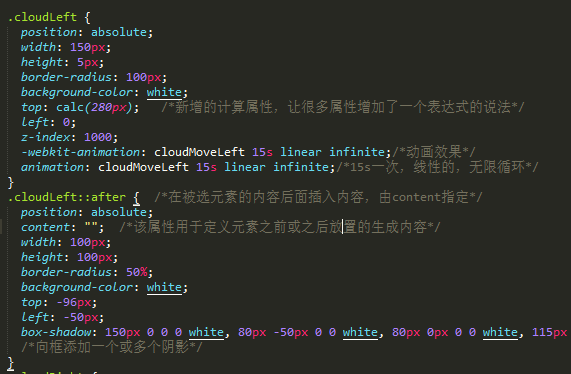 .cloudLeft {
position: absolute;
width: 150px;
height: 5px;
border-radius: 100px;
background-color: white;
top: calc(280px); /*新增的计算属性，让很多属性增加了一个表达式的说法*/
left: 0;
z-index: 1000;
-webkit-animation: cloudMoveLeft 15s linear infinite;/*动画效果*/
animation: cloudMoveLeft 15s linear infinite;/*15s一次，线性的，无限循环*/
}
.cloudLeft::after { /*在被选元素的内容后面插入内容，由content指定*/
position: absolute;
content: ""; /*该属性用于定义元素之前或之后放置的生成内容*/
width: 100px;
height: 100px;
border-radius: 50%;
background-color: white;
top: -96px;
left: -50px;
box-shadow: 150px 0 0 0 white, 80px -50px 0 0 white, 80px 0px 0 0 white, 115px
/*向框添加一个或多个阴影*/
}